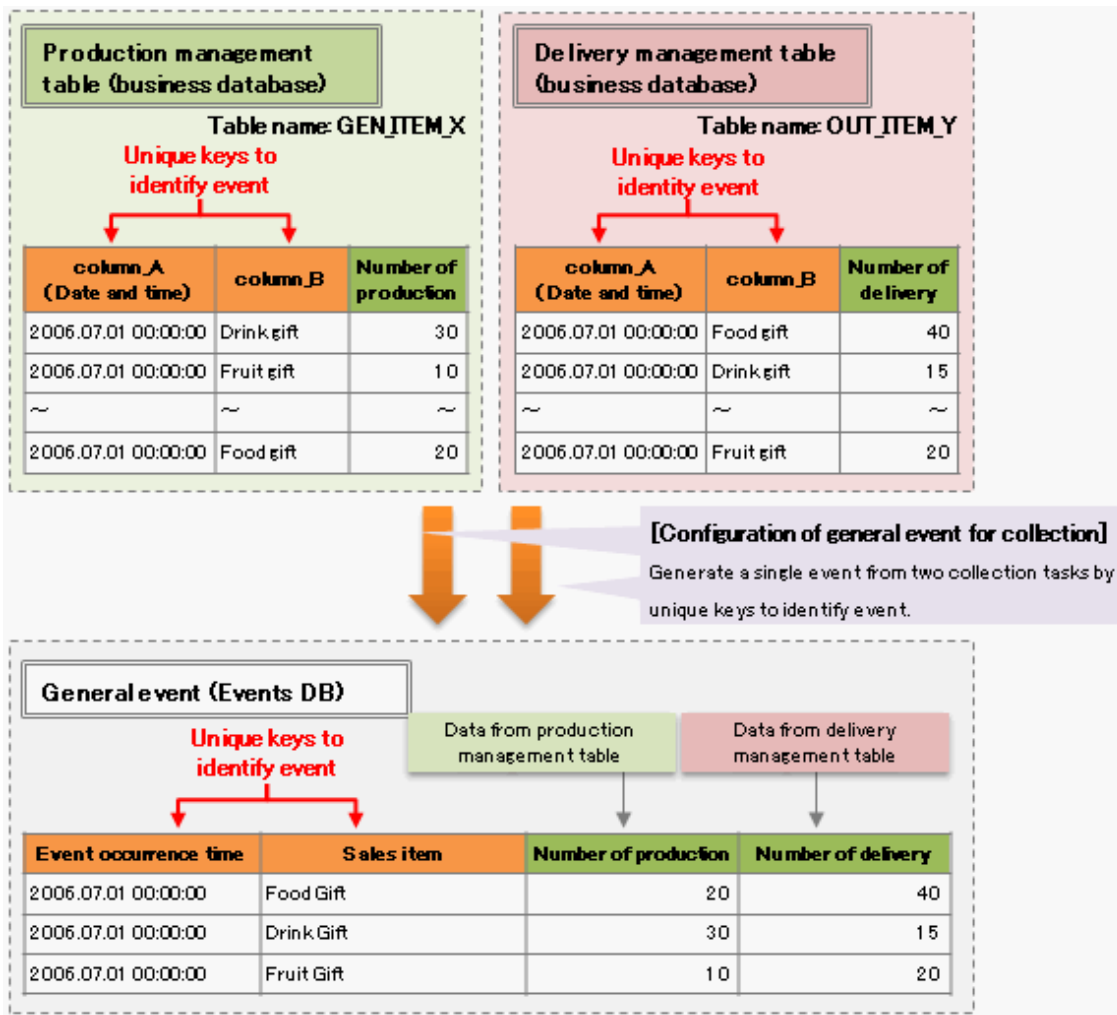 Production management
table (business database)
Table name: GEN_ITEM_X
Unique keys to
identify event
column_A
(Date and time)
column_B
Number of
production
2006.07.01 00:00:00 Drink gift 30
2006.07.01 00:00:00 Fruit gift 10
～ ～ ～
2006.07.01 00:00:00 Food gift 20
Delivery management table
(business database)
Table name: OUT_ITEM_Y
Unique keys to
identity event
column_A
(Date and time)
column_B
Number of
delivery
2006.07.01 00:00:00 Food gift 40
2006.07.01 00:00:00 Drink gift 15
～ ～ ～
2006.07.01 00:00:00 Fruit gift 20
[Configuration of general event for collection]
Generate a single event from two collection tasks by
unique keys to identify event.
General event (Events DB)
Unique keys to
identify event
Data from production
management table
Data from delivery
management table
Event occurrence time Sales item Number of production Number of delivery
2006.07.01 00:00:00 Food Gift 20 40
2006.07.01 00:00:00 Drink Gift 30 15
2006.07.01 00:00:00 Fruit Gift 10 20